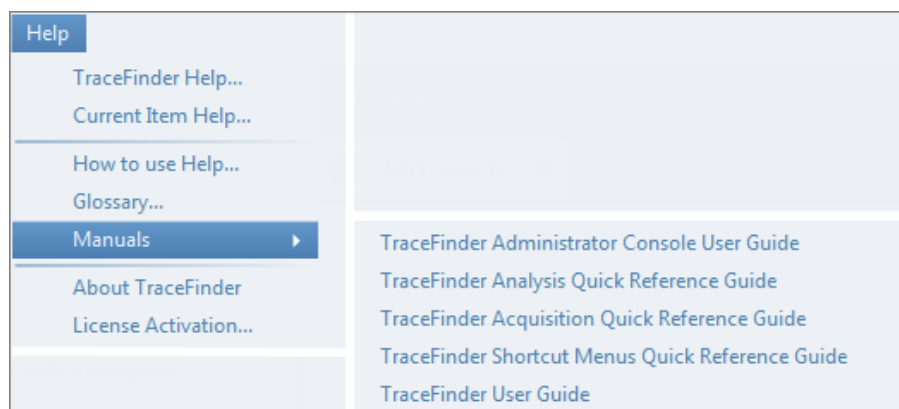 Help
TraceFinder Help...
Current Item Help...
How to use Help...
Glossary...
Manuals
About TraceFinder
License Activation...
TraceFinder Administrator Console User Guide
TraceFinder Analysis Quick Reference Guide
TraceFinder Acquisition Quick Reference Guide
TraceFinder Shortcut Menus Quick Reference Guide
TraceFinder User Guide